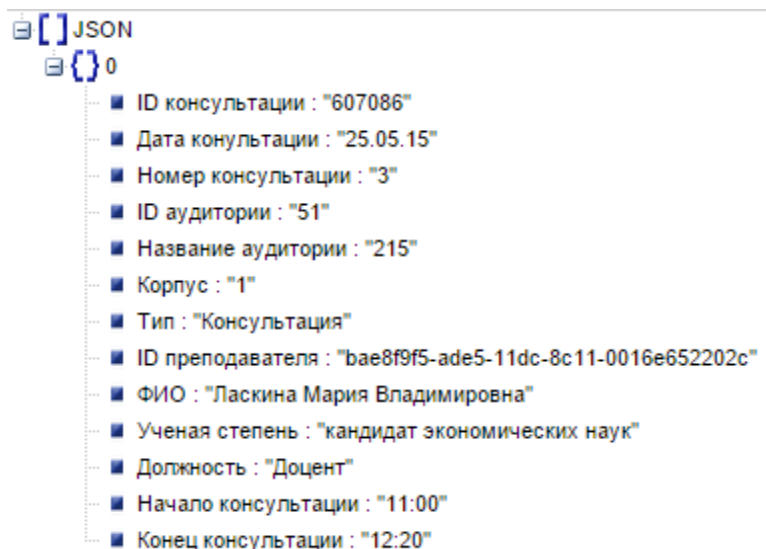 [ ] JSON
{ } 0
ID консультации : "607086"
Дата конультации : "25.05.15"
Номер консультации : "3"
ID аудитории : "51"
Название аудитории : "215"
Корпус : "1"
Тип : "Консультация"
ID преподавателя : "bae8f9f5-ade5-11dc-8c11-0016e652202c"
ФИО : "Ласкина Мария Владимировна"
Ученая степень : "кандидат экономических наук"
Должность : "Доцент"
Начало консультации : "11:00"
Конец консультации : "12:20"